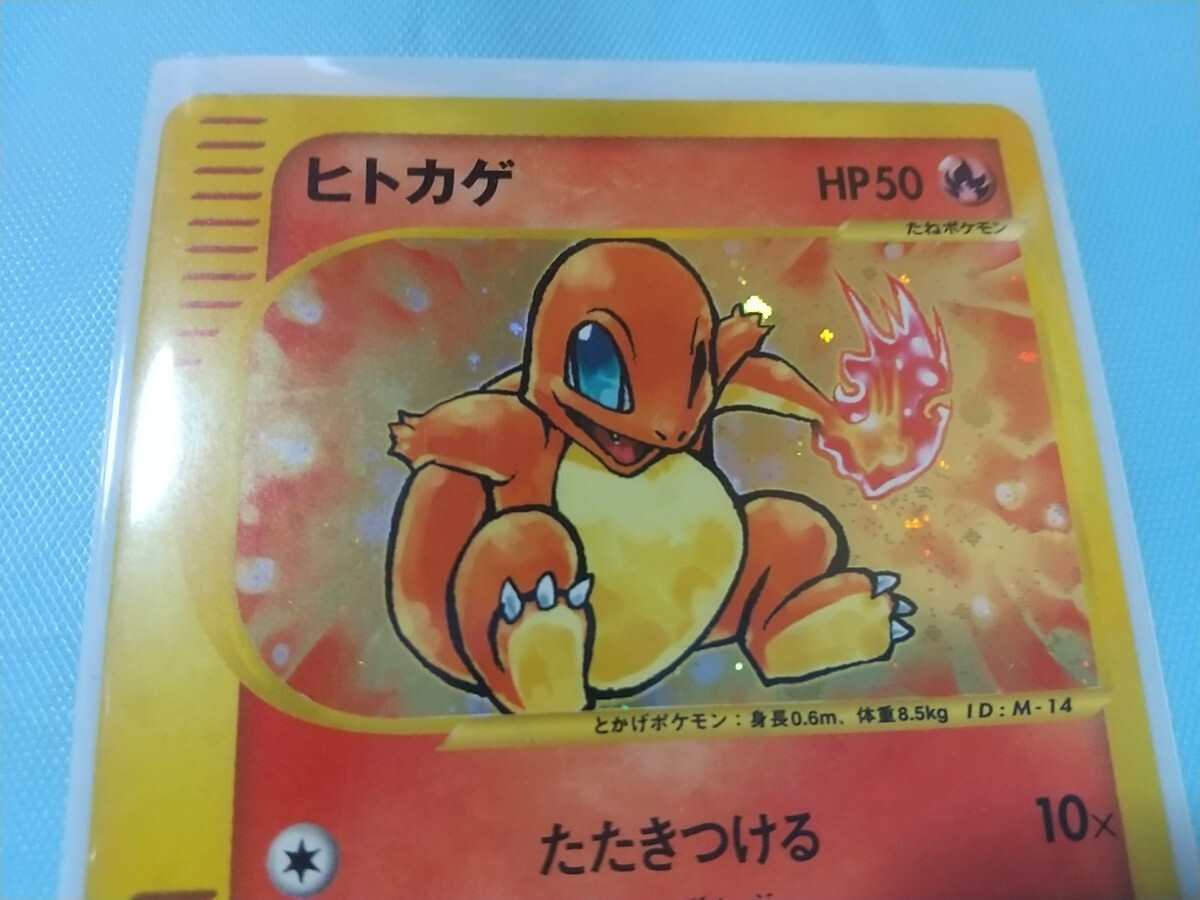 ヒトカゲ HP50
たねポケモン
とかげポケモン：身長0.6m、体重8.5kg ID:M-14
たたきつける 10×